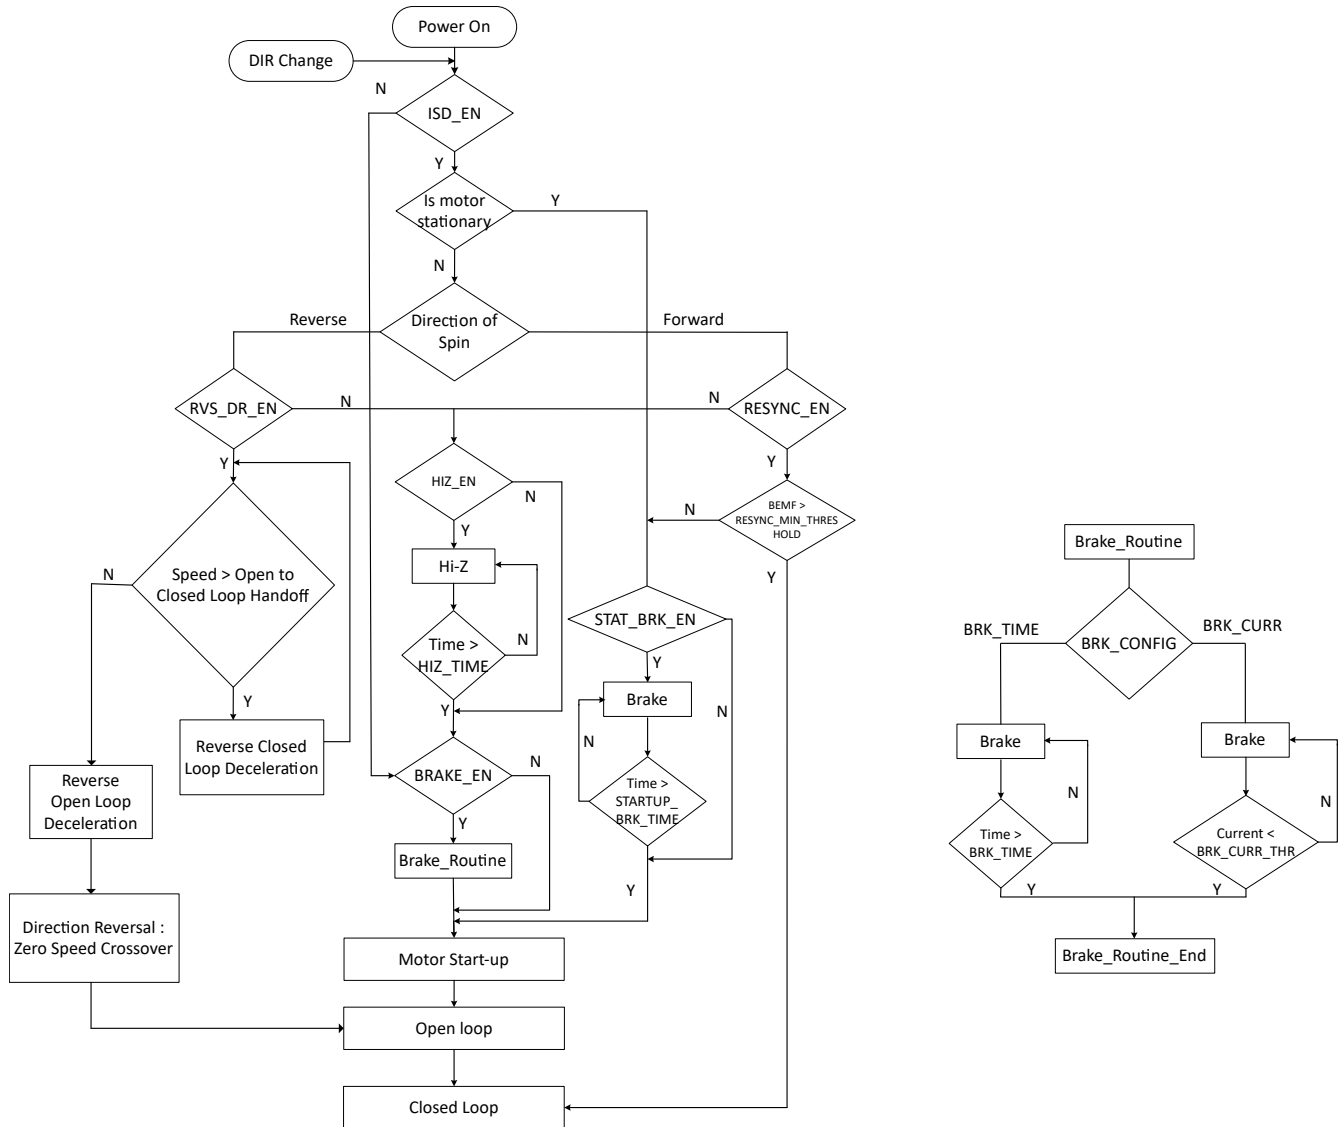 Power On
DIR Change
N
ISD_EN
Y
Is motor
stationary
Y
N
Reverse
Direction of
Spin
Forward
RVS_DR_EN
N
N
RESYNC_EN
Y
Y
HIZ_EN
N
Y
BEMF >
RESYNC_MIN_THRES
HOLD
N
Y
Hi-Z
N
Speed > Open to
Closed Loop Handoff
Time >
HIZ_TIME
N
STAT_BRK_EN
Y
N
Y
Reverse Closed
Loop Deceleration
Y
Brake
N
Time >
STARTUP_
BRK_TIME
Y
BRAKE_EN
N
Y
Reverse
Open Loop
Deceleration
Brake_Routine
Direction Reversal :
Zero Speed Crossover
Motor Start-up
Open loop
Closed Loop
Brake_Routine
BRK_TIME
BRK_CONFIG
BRK_CURR
Brake
Brake
N
N
Time >
BRK_TIME
Current <
BRK_CURR_THR
Y
Y
Brake_Routine_End